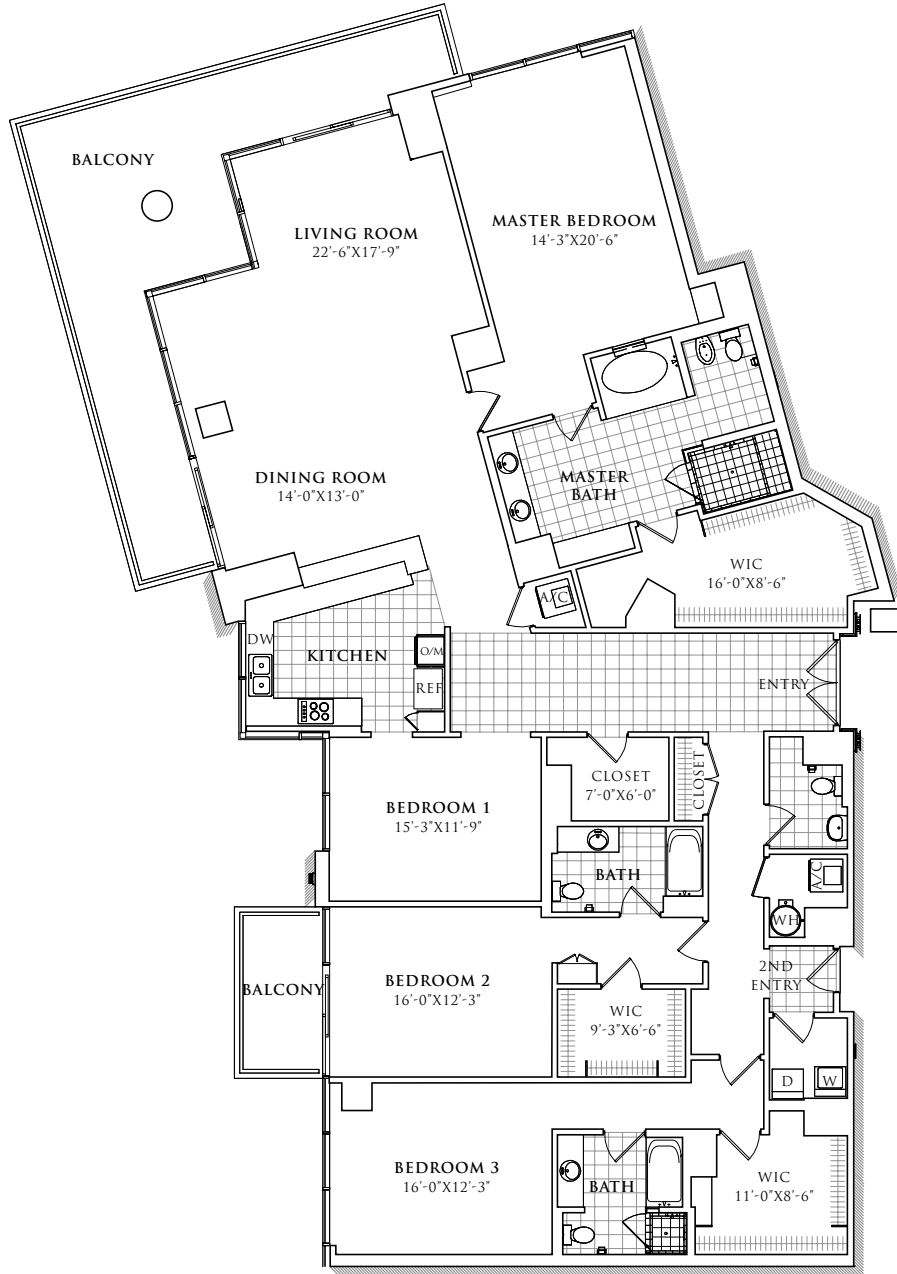 BALCONY
LIVING ROOM
22'-6"X17'-9"
MASTER BEDROOM
14'-3"X20'-6"
DINING ROOM
14'-0"X13'-0"
MASTER
BATH
WIC
16'-0"X8'-6"
A/C
DW
KITCHEN
O/M
REF
ENTRY
CLOSET
7'-0"X6'-0"
CLOSET
BEDROOM 1
15'-3"X11'-9"
BATH
A/C
WH
BALCONY
BEDROOM 2
16'-0"X12'-3"
2ND
ENTRY
WIC
9'-3"X6'-6"
D
W
BEDROOM 3
16'-0"X12'-3"
BATH
WIC
11'-0"X8'-6"